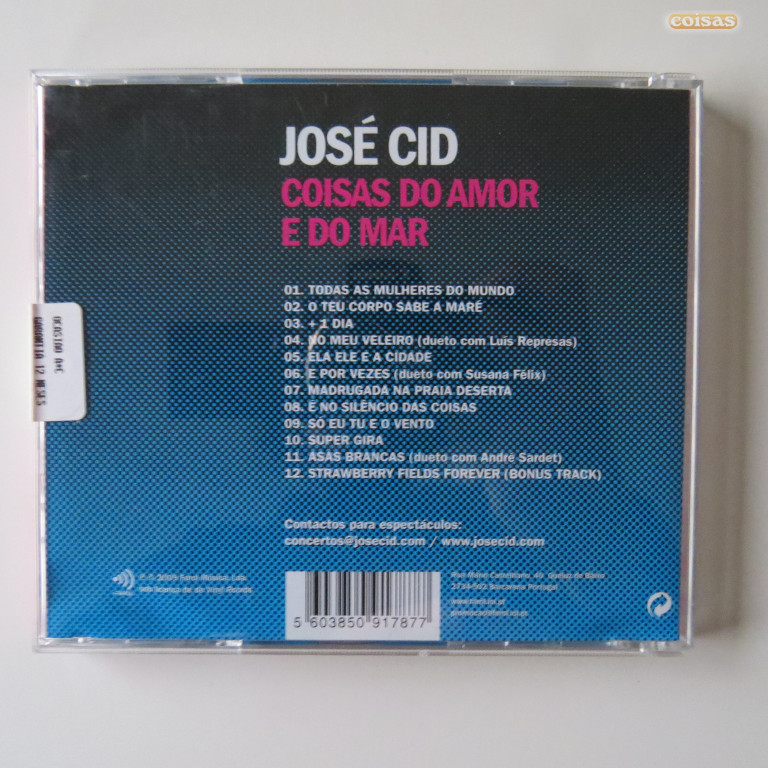 coisas
JOSÉ CID
COISAS DO AMOR
E DO MAR
01. TODAS AS MULHERES DO MUNDO
02. O TEU CORPO SABE A MARÉ
03. + 1 DIA
04. NO MEU VELEIRO (dueto com Luís Represas)
05. ELA ELE E A CIDADE
06. E POR VEZES (dueto com Susana Félix)
07. MADRUGADA NA PRAIA DESERTA
08. E NO SILÊNCIO DAS COISAS
09. SÓ EU TU E O VENTO
10. SUPER GIRA
11. ASAS BRANCAS (dueto com André Sardet)
12. STRAWBERRY FIELDS FOREVER (BONUS TRACK)
Contactos para espectáculos:
concertos@josecid.com / www.josecid.com
GARANTIA 12 MESES
5 603850 917877